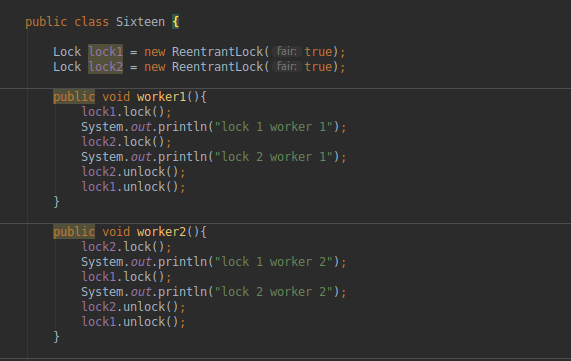 public class Sixteen {
Lock lock1 = new ReentrantLock( fair: true);
Lock lock2 = new ReentrantLock( fair: true);
public void worker1(){
lock1.lock();
System.out.println("lock 1 worker 1");
lock2.lock();
System.out.println("lock 2 worker 1");
lock2.unlock();
lock1.unlock();
}
public void worker2(){
lock2.lock();
System.out.println("lock 1 worker 2");
lock1.lock();
System.out.println("lock 2 worker 2");
lock2.unlock();
lock1.unlock();
}